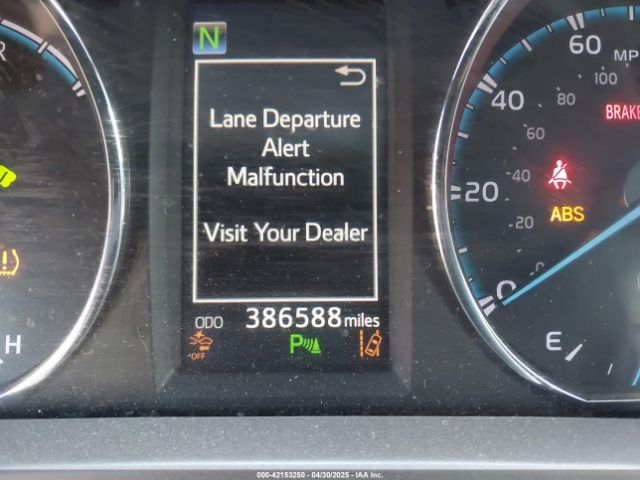 N
Lane Departure
Alert
Malfunction
Visit Your Dealer
ODO 386588 miles
OFF
P
H
60
100
80
40
60
40
20
20
0
0
BRAKE
ABS
E
000-42153250 - 04/30/2025 - IAA Inc.